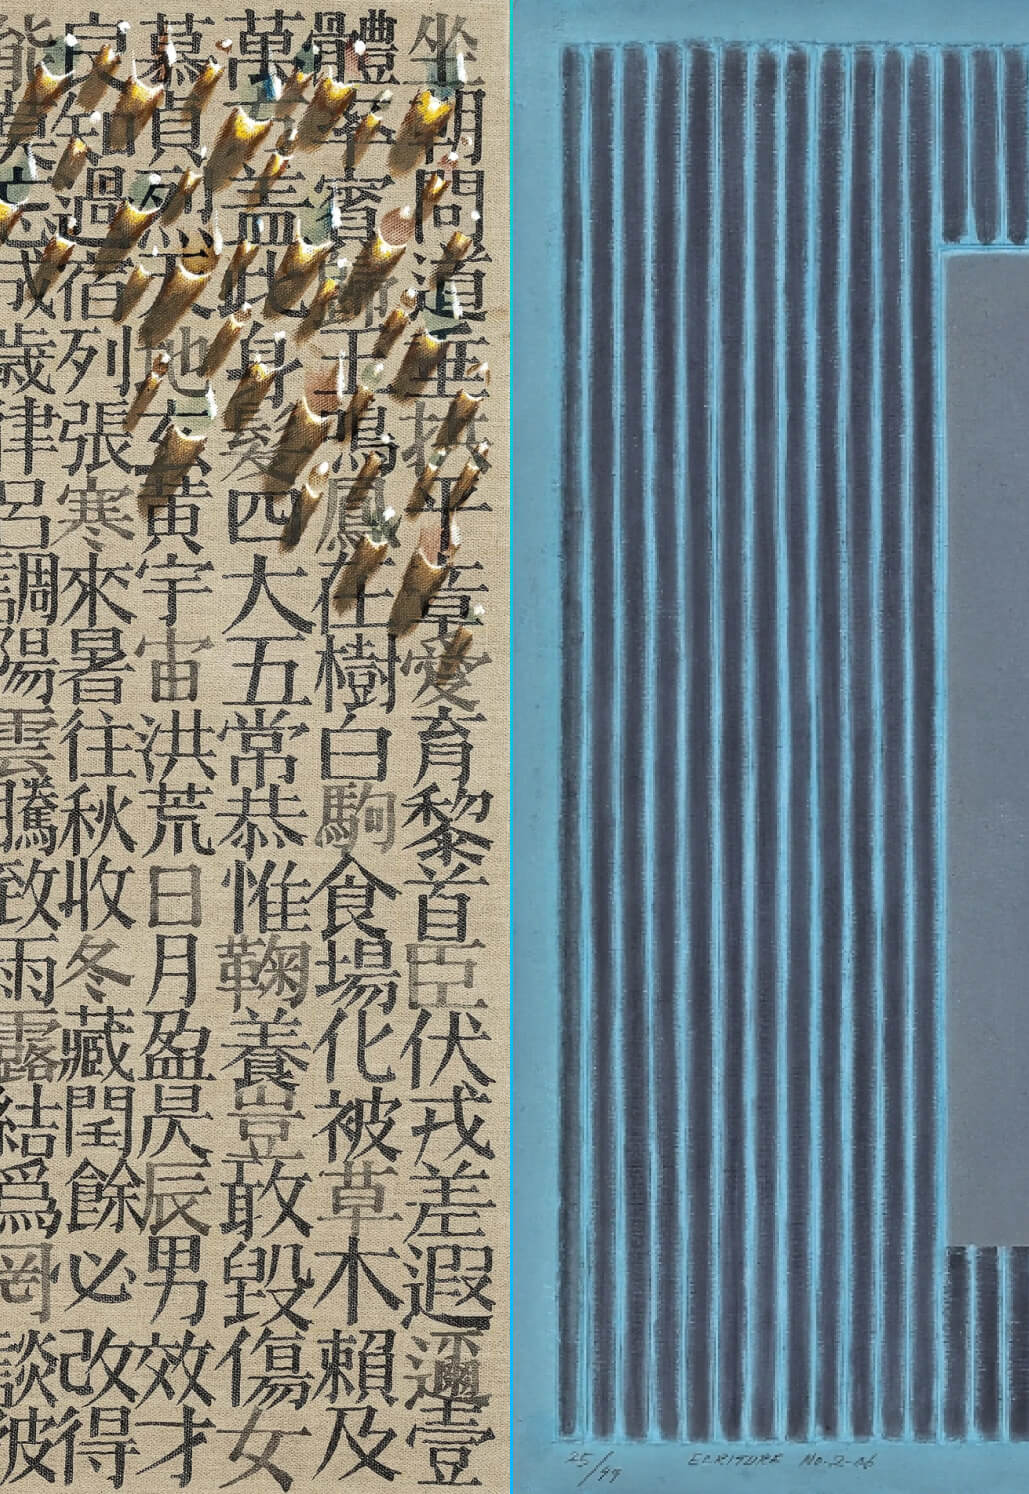 坐朝問道垂拱平章愛育黎首臣伏戎差遐邇壹
體率賓歸王鳴鳳在樹白駒食場化被草木賴及
萬方盖此身髮四大五常恭惟鞠養豈敢毀傷女
慕貞烈天地玄黃宇宙洪荒日月盈昃辰男效才
良知過宿列張寒來暑往秋收冬藏閏餘必改得
能莫忘成歲律呂調陽雲騰致雨露結爲罔談彼
25/99 ECRITURE No.2-06